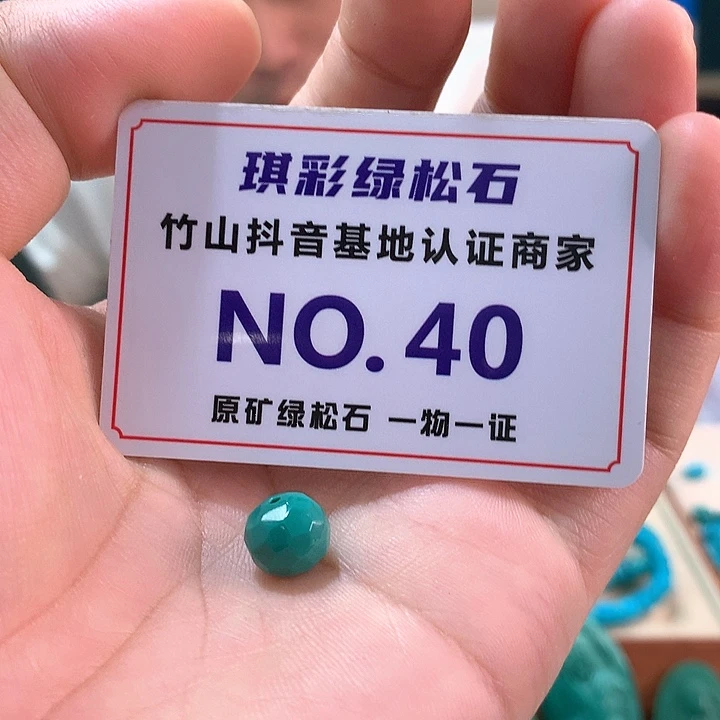 琪彩绿松石
竹山抖音基地认证商家
NO. 40
原矿绿松石 一物一证